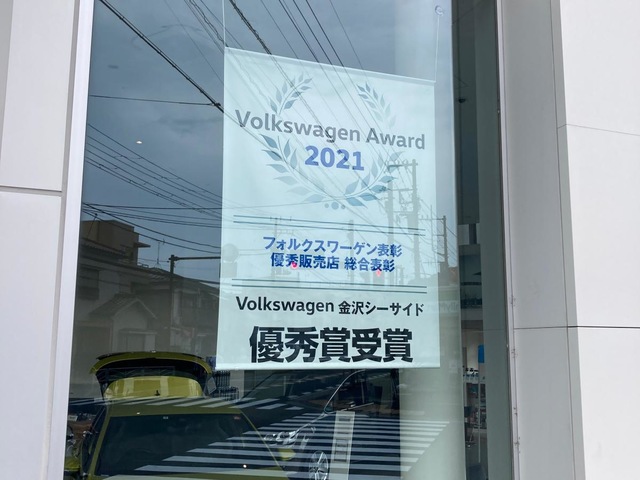 Volkswagen Award
2021
フォルクスワーゲン表彰
優秀販売店 総合表彰
Volkswagen 金沢シーサイド
優秀賞受賞